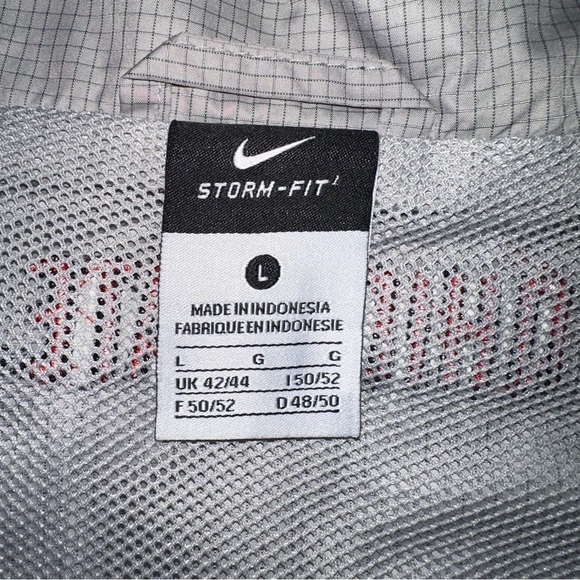 STORM-FIT
L
MADE IN INDONESIA
FABRIQUE EN INDONESIE
L G G
UK 42/44 I 50/52
F 50/52 D 48/50